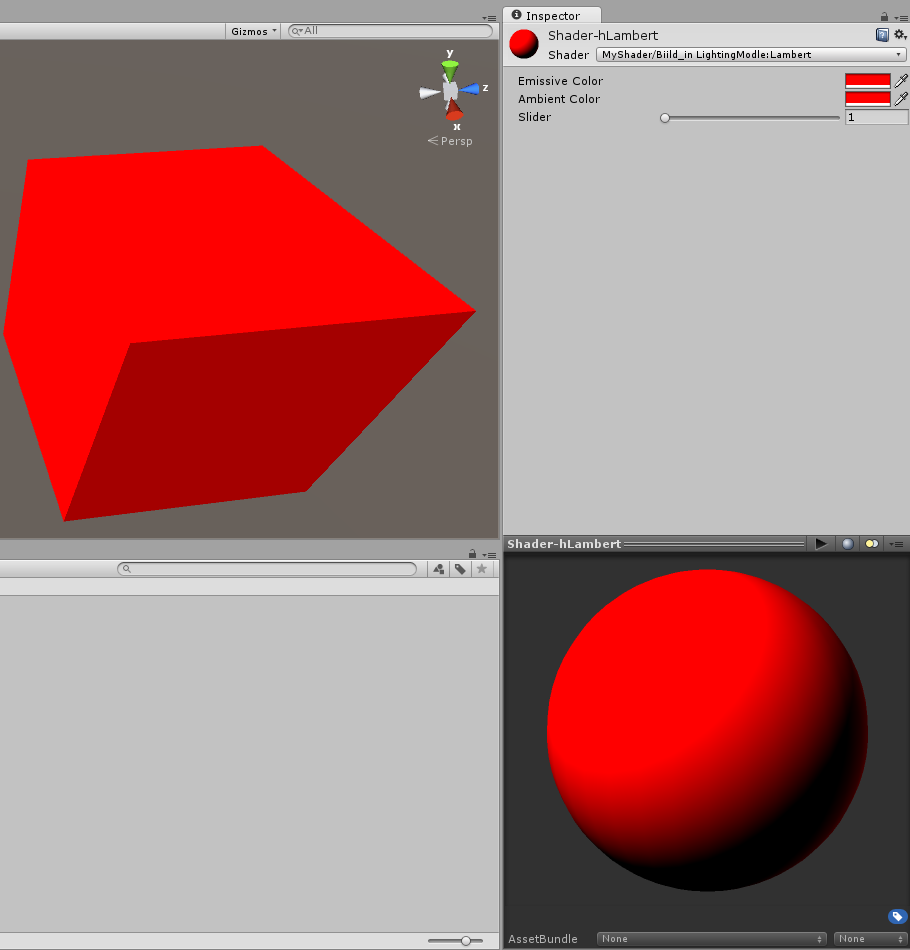 Inspector
Gizmos
All
Shader-hLambert
Shader MyShader/Biild_in LightingModle:Lambert
Emissive Color
Ambient Color
Slider 1
y
z
x
Persp
Shader-hLambert
AssetBundle None None